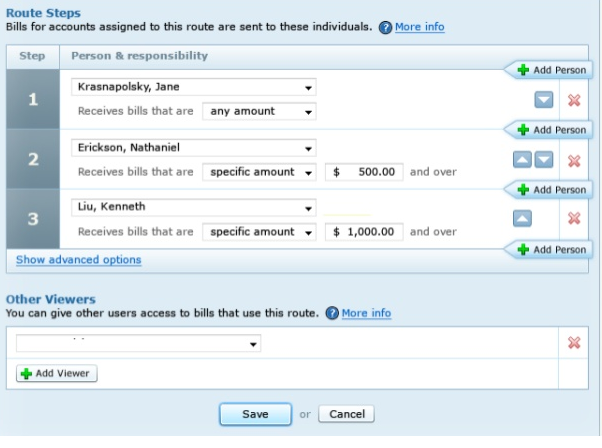 Route Steps
Bills for accounts assigned to this route are sent to these individuals. ? More info
Step Person & responsibility
Add Person
1 Krasnapolsky, Jane
Receives bills that are any amount
Add Person
2 Erickson, Nathaniel
Receives bills that are specific amount $ 500.00 and over
Add Person
3 Liu, Kenneth
Receives bills that are specific amount $ 1,000.00 and over
Add Person
Show advanced options
Other Viewers
You can give other users access to bills that use this route. ? More info
Add Viewer
Save or Cancel